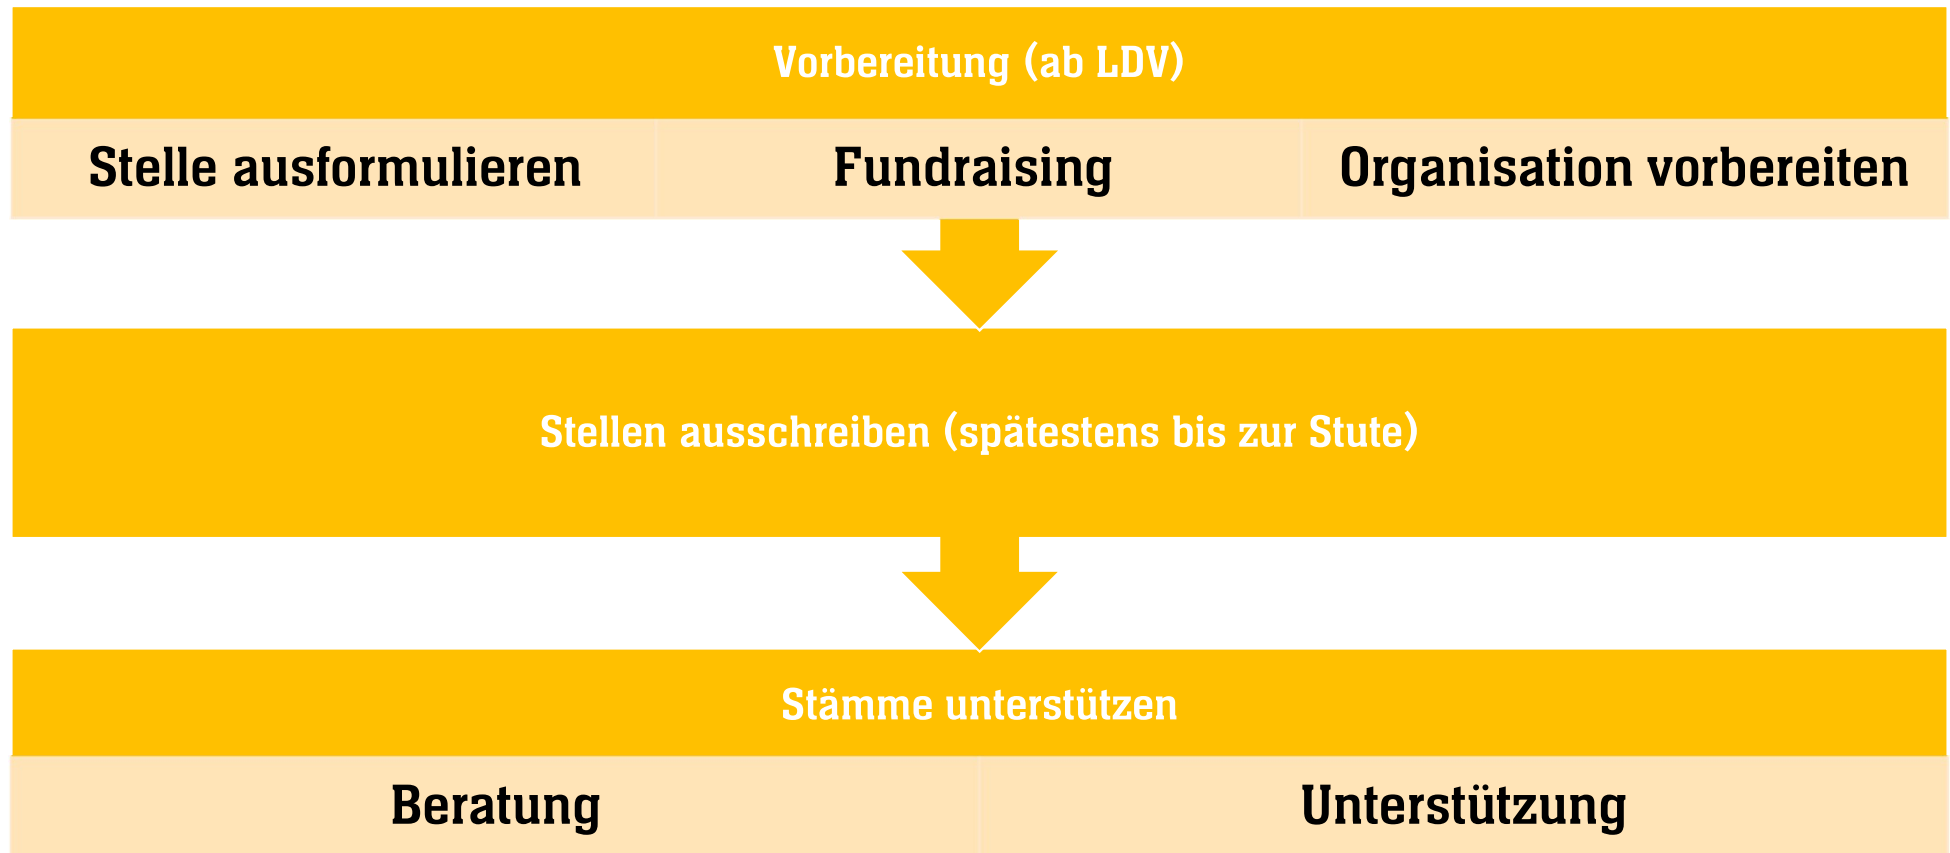 Vorbereitung (ab LDV)
Stelle ausformulieren
Fundraising
Organisation vorbereiten
Stellen ausschreiben (spätestens bis zur Stute)
Stämme unterstützen
Beratung
Unterstützung